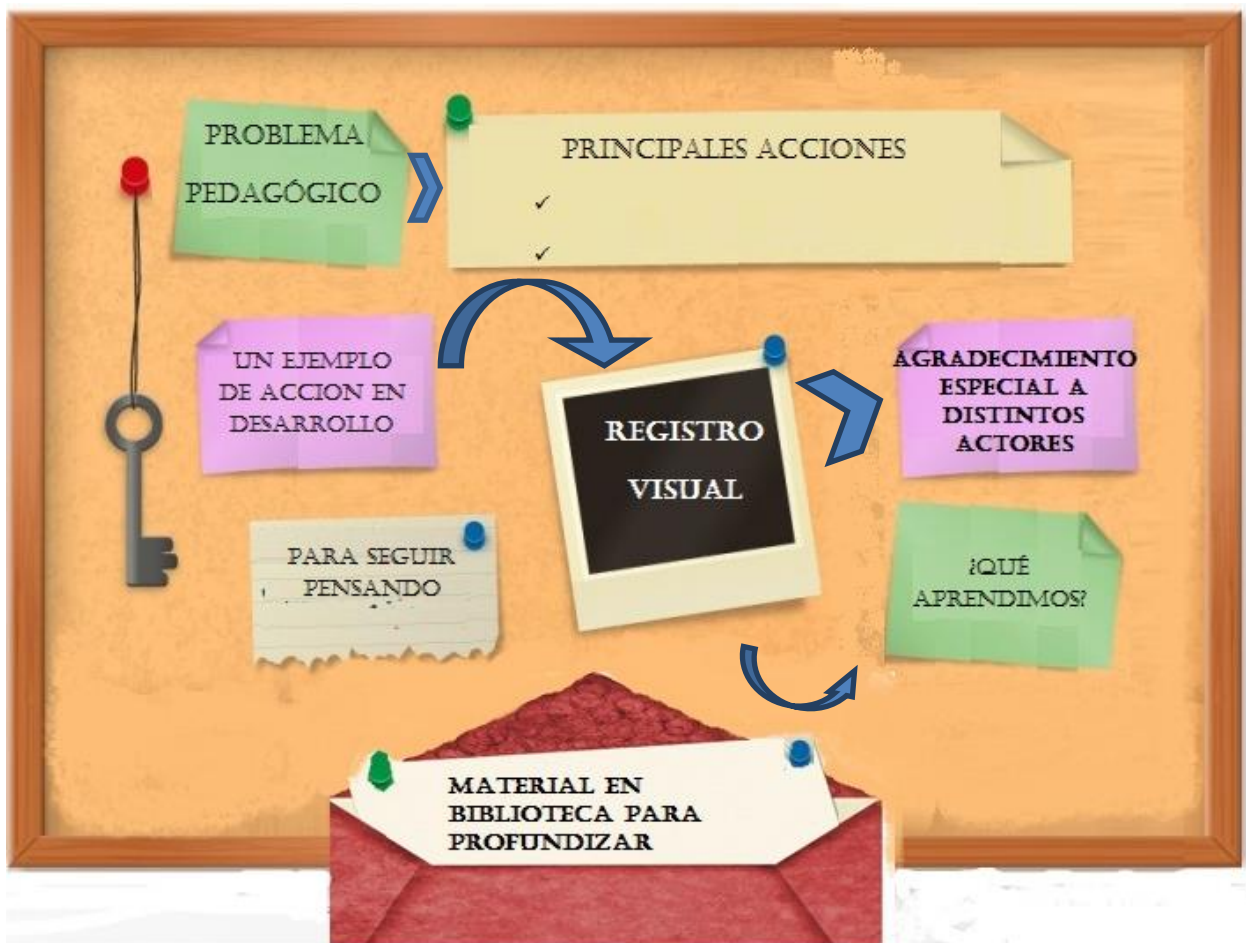 PROBLEMA
PEDAGÓGICO
PRINCIPALES ACCIONES
✓
✓
UN EJEMPLO
DE ACCION EN
DESARROLLO
REGISTRO
VISUAL
AGRADECIMIENTO
ESPECIAL A
DISTINTOS
ACTORES
PARA SEGUIR
PENSANDO
¿QUÉ
APRENDIMOS?
MATERIAL EN
BIBLIOTECA PARA
PROFUNDIZAR